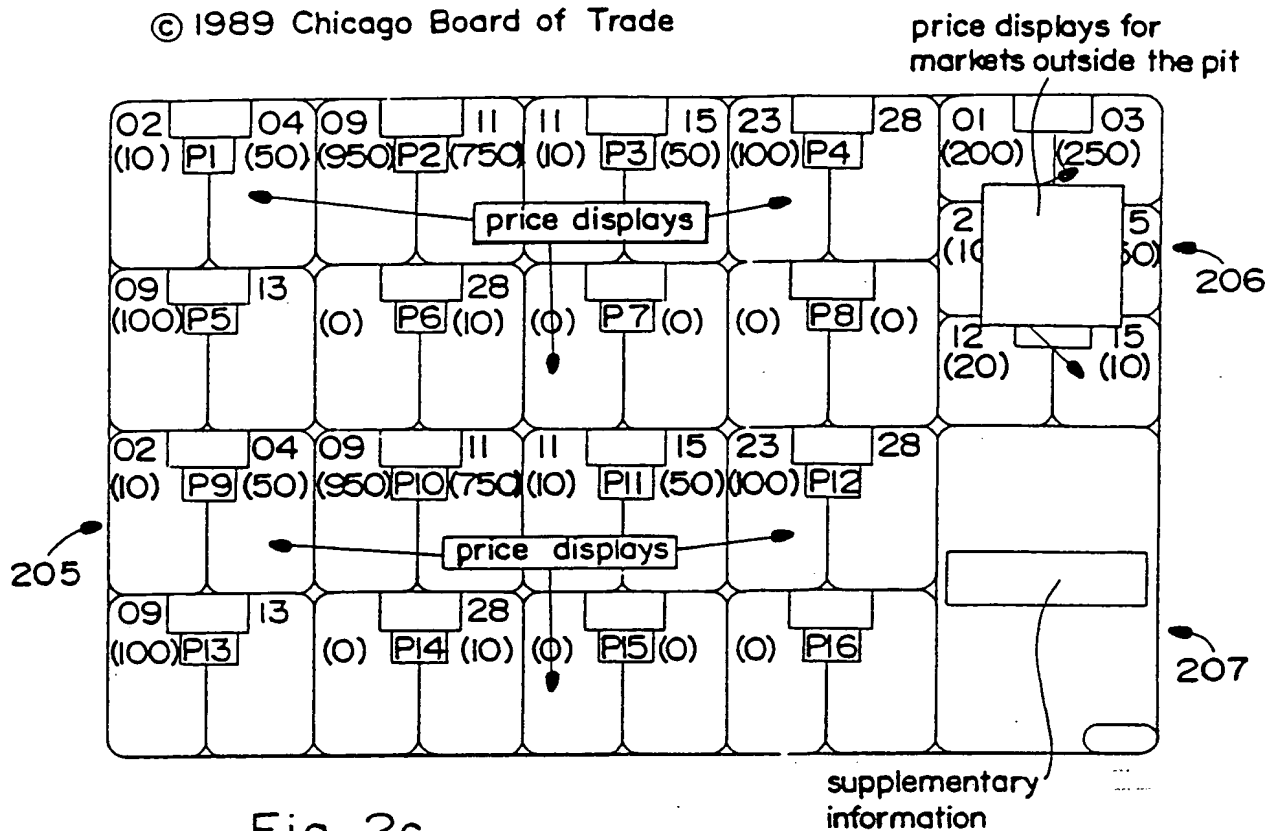 © 1989 Chicago Board of Trade
price displays for
markets outside the pit
02 04 09 11 11 15 23 28 01 03
(10) P1 (50) (950) P2 (750) (10) P3 (50) (100) P4 (200) (250)
price displays
2 5
(10 50)
206
09 13 28
(100) P5 (0) P6 (10) (0) P7 (0) (0) P8 (0)
12 15
(20) (10)
02 04 09 11 11 15 23 28
(10) P9 (50) (950) P10 (750) (10) P11 (50) (100) P12
price displays
205
09 13 28
(100) P13 (0) P14 (10) (0) P15 (0) (0) P16
207
supplementary
information